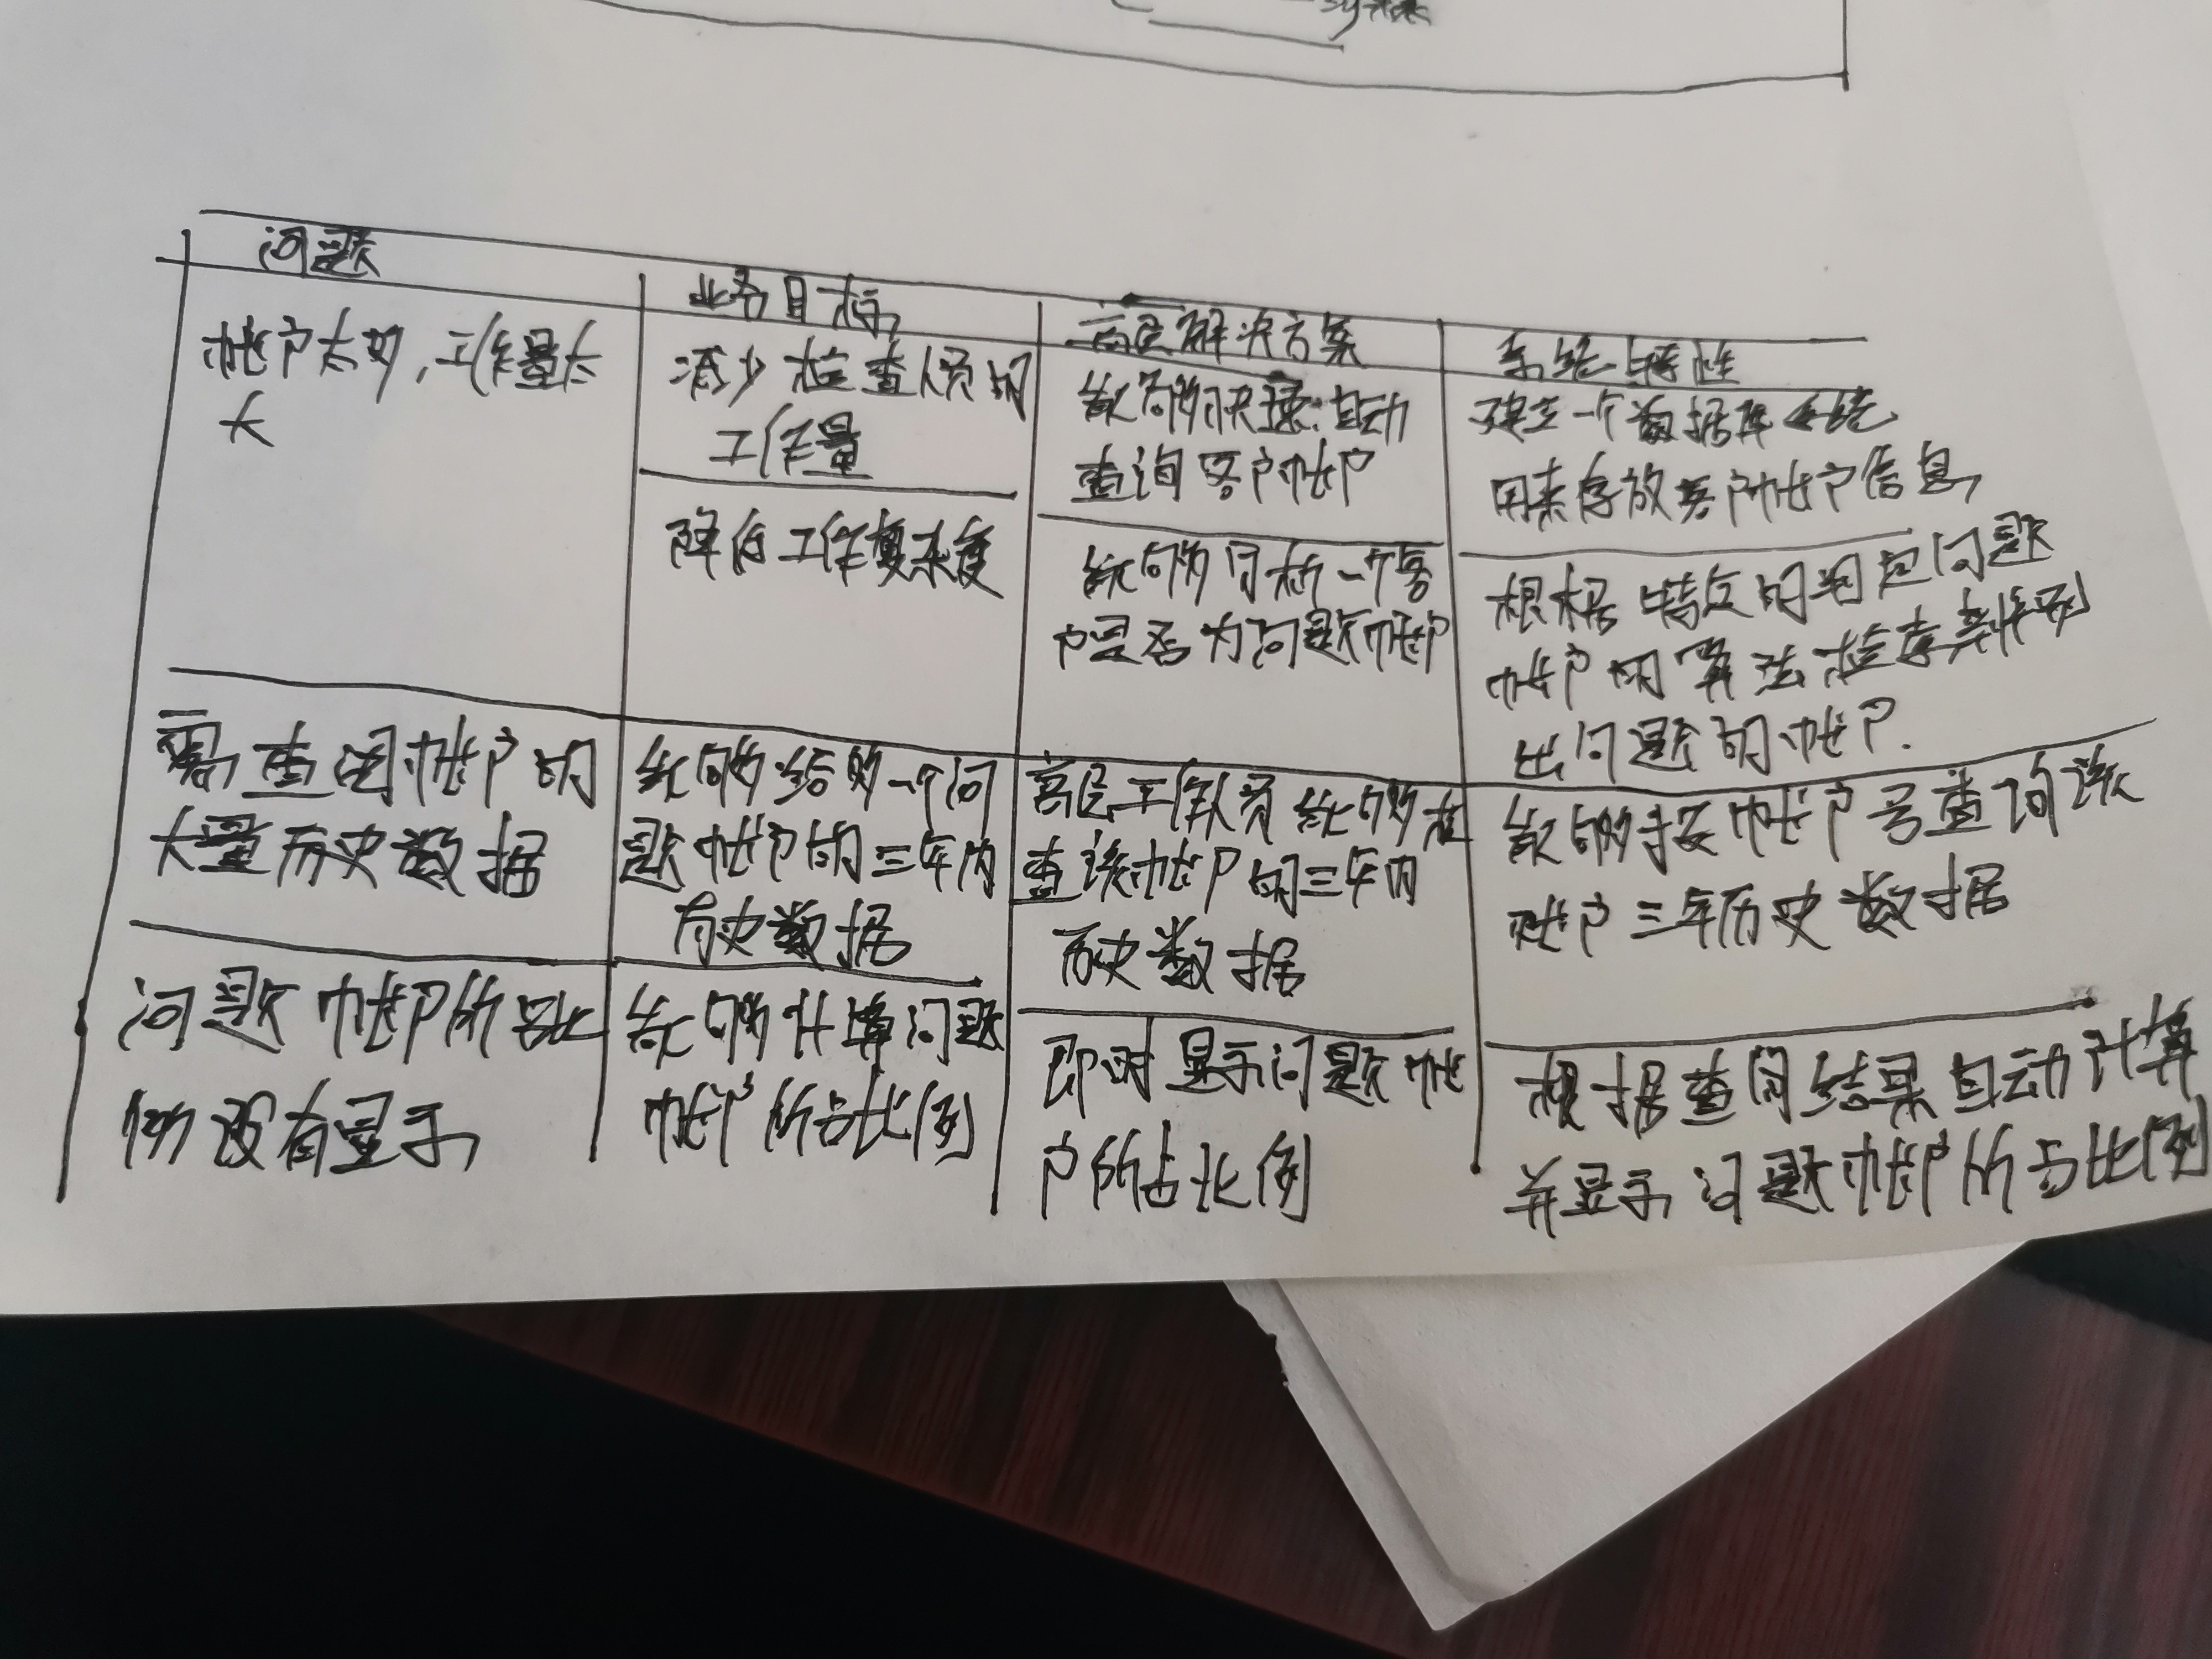 问题
业务目标
高层解决方案
系统特性
帐户太多，工作量太
大
减少检查人员的
工作量
能够快捷自动
查询客户帐户
建立一个数据库系统
用来存放客户帐户信息
降低工作复杂度
能够分析一个客
户是否为问题帐户
根据特定的判定问题
帐户的算法检查
出问题的帐户.
需查阅帐户的
大量历史数据
能够给出一个问
题帐户的三年内
历史数据
高层工作人员能够检
查该帐户的三年内
历史数据
能够按帐户号查询该
帐户三年历史数据
问题帐户所占比
例没有显示
能够计算问题
帐户所占比例
即时显示问题帐
户所占比例
根据查询结果自动计算
并显示问题帐户所占比例